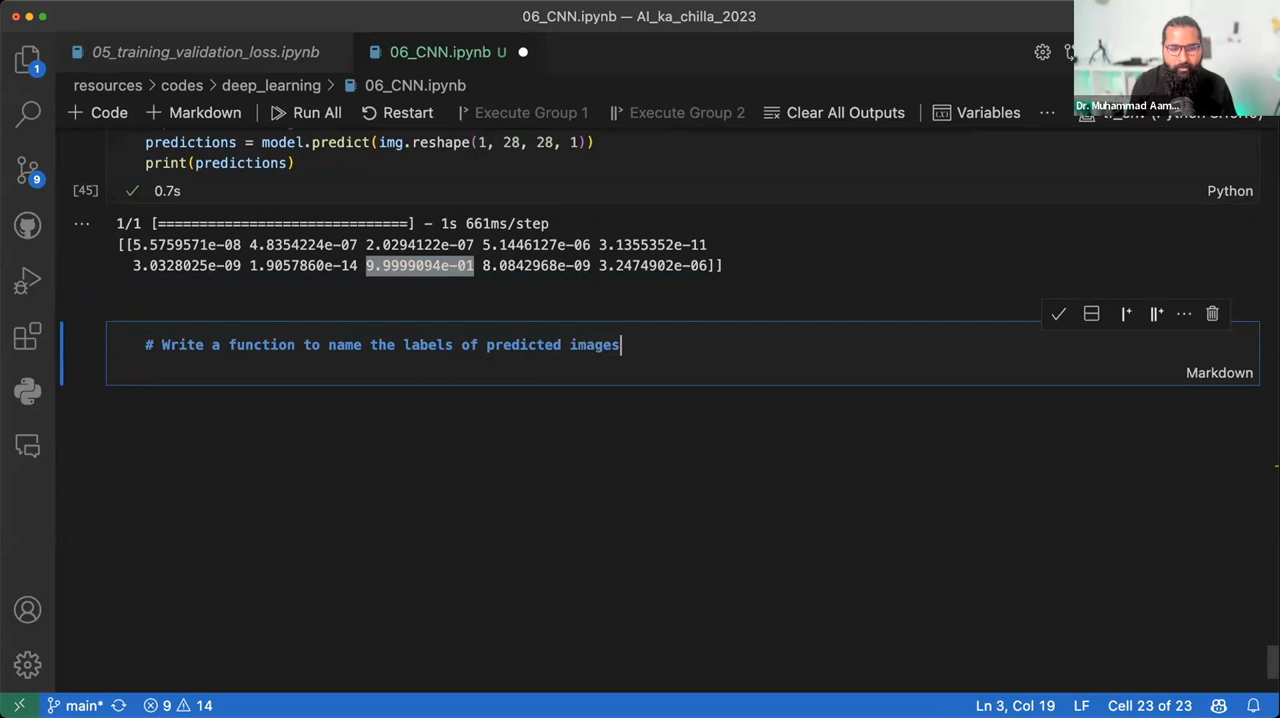 06_CNN.ipynb — AI_ka_chilla_2023
05_training_validation_loss.ipynb
06_CNN.ipynb U
resources > codes > deep_learning > 06_CNN.ipynb
+ Code + Markdown Run All Restart Execute Group 1 Execute Group 2 Clear All Outputs Variables ...
Dr. Muhammad Aam...
predictions = model.predict(img.reshape(1, 28, 28, 1))
print(predictions)
[45] 0.7s Python
1/1 [==============================] - 1s 661ms/step
[[5.5759571e-08 4.8354224e-07 2.0294122e-07 5.1446127e-06 3.1355352e-11
3.0328025e-09 1.9057860e-14 9.9999094e-01 8.0842968e-09 3.2474902e-06]]
# Write a function to name the labels of predicted images
Markdown
1
9
main* 9 14 Ln 3, Col 19 LF Cell 23 of 23